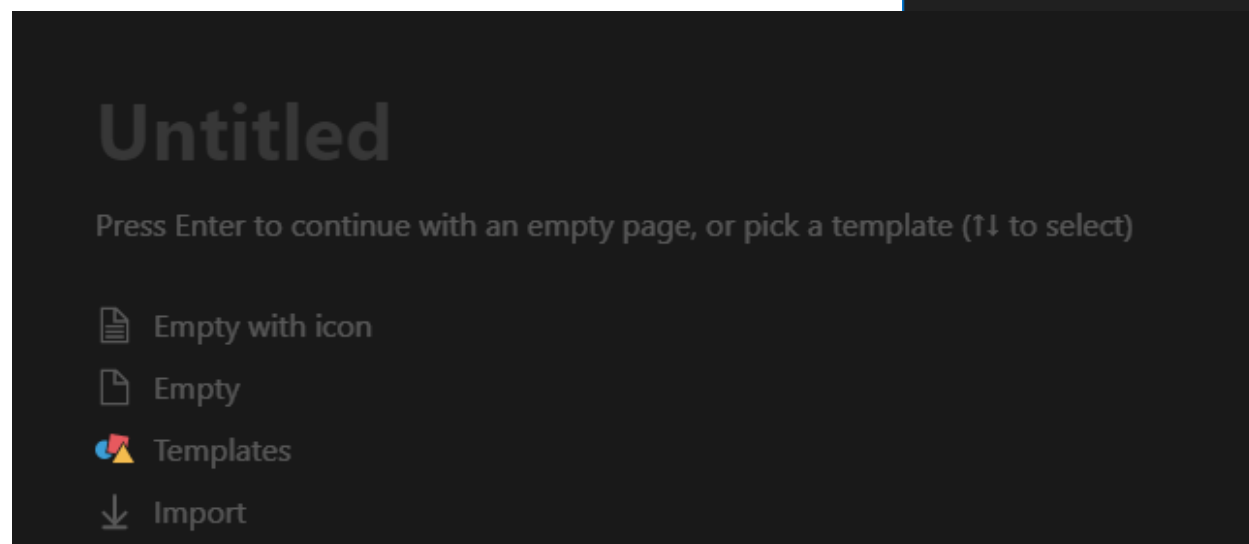 Untitled
Press Enter to continue with an empty page, or pick a template (↑↓ to select)
Empty with icon
Empty
Templates
Import